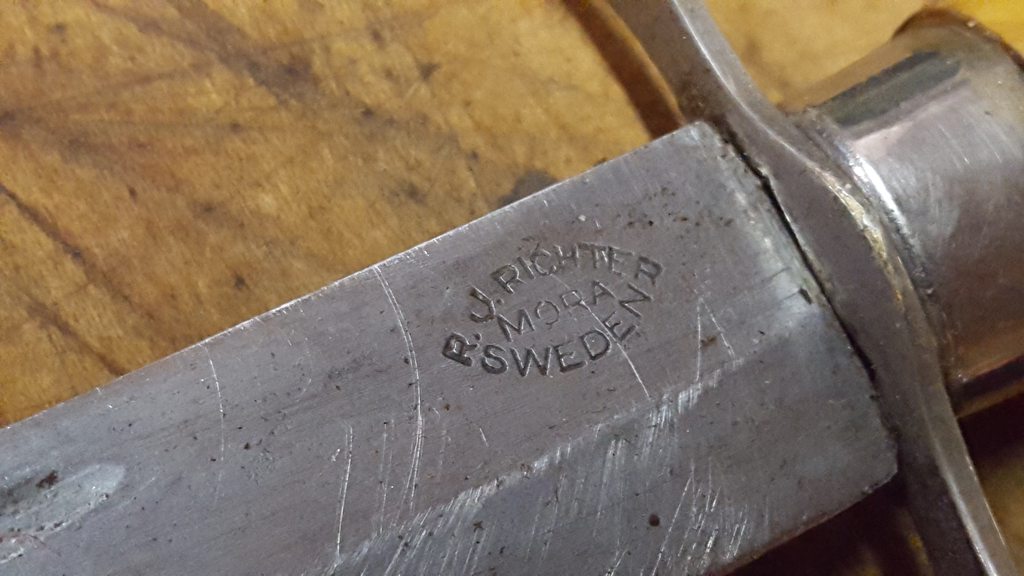 P.J. RICHTER
MORA
SWEDEN